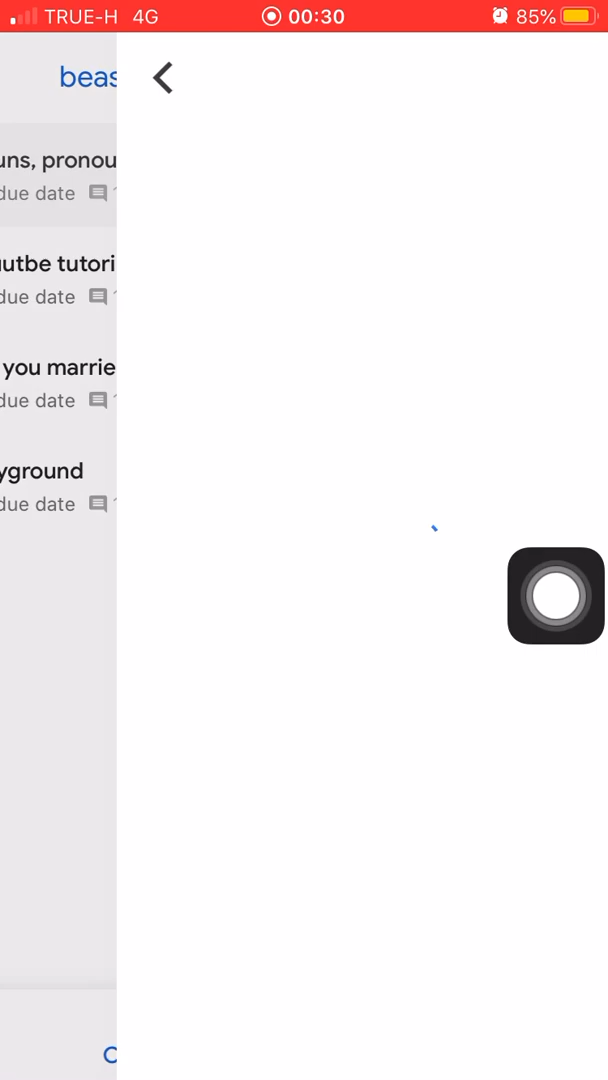 TRUE-H 4G 00:30 85%
beas
uns, pronou
due date
utbe tutori
due date
you marrie
due date
yground
due date